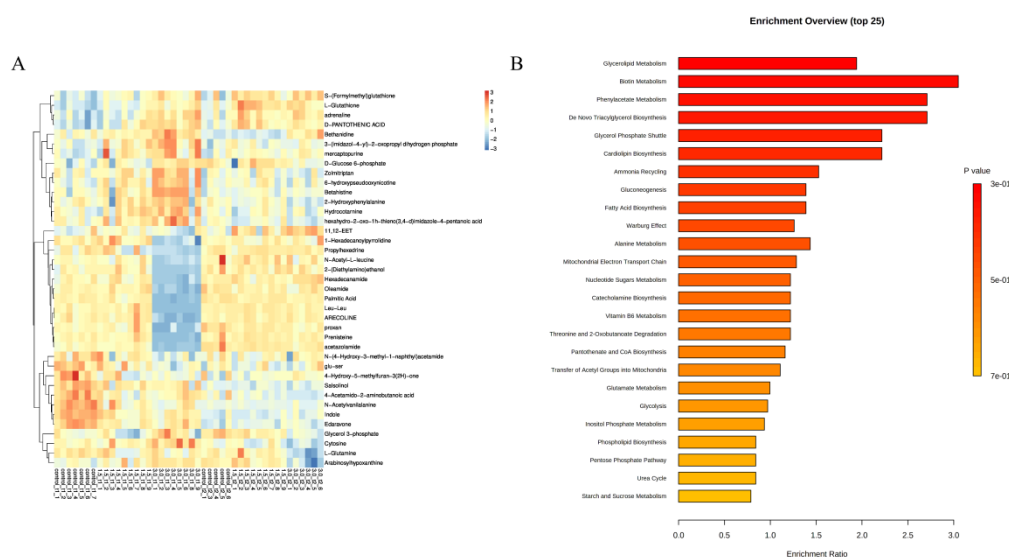 Enrichment Overview (top 25)
A
B
3
2
1
0
−1
−2
−3
S−(Formylmethyl)glutathione
L−Glutathione
adrenaline
D−PANTOTHENIC ACID
Bethanidine
3−(Imidazol−4−yl)−2−oxopropyl dihydrogen phosphate
mercaptopurine
D−Glucose 6−phosphate
Zolmitriptan
6−hydroxypseudooxynicotine
Betahistine
2−Hydroxyphenylalanine
Hydrocotarnine
hexahydro−2−oxo−1h−thieno(3,4−d)imidazole−4−pentanoic acid
11,12−EET
1−Hexadecanoylpyrrolidine
Propylhexedrine
N−Acetyl−L−leucine
2−(Diethylamino)ethanol
Hexadecanamide
Oleamide
Palmitic Acid
Leu−Leu
ARECOLINE
proxan
Prenisteine
acetazolamide
N−(4−Hydroxy−3−methyl−1−naphthyl)acetamide
glu−ser
4−Hydroxy−5−methylfuran−3(2H)−one
Salsolinol
4−Acetamido−2−aminobutanoic acid
N−Acetylvanilalanine
Indole
Edaravone
Glycerol 3−phosphate
Cytosine
L−Glutamine
Arabinosylhypoxanthine
Glycerolipid Metabolism
Biotin Metabolism
Phenylacetate Metabolism
De Novo Triacylglycerol Biosynthesis
Glycerol Phosphate Shuttle
Cardiolipin Biosynthesis
Ammonia Recycling
Gluconeogenesis
Fatty Acid Biosynthesis
Warburg Effect
Alanine Metabolism
Mitochondrial Electron Transport Chain
Nucleotide Sugars Metabolism
Catecholamine Biosynthesis
Vitamin B6 Metabolism
Threonine and 2-Oxobutanoate Degradation
Pantothenate and CoA Biosynthesis
Transfer of Acetyl Groups into Mitochondria
Glutamate Metabolism
Glycolysis
Inositol Phosphate Metabolism
Phospholipid Biosynthesis
Pentose Phosphate Pathway
Urea Cycle
Starch and Sucrose Metabolism
0.0 0.5 1.0 1.5 2.0 2.5 3.0
Enrichment Ratio
P value
3e-01
5e-01
7e-01